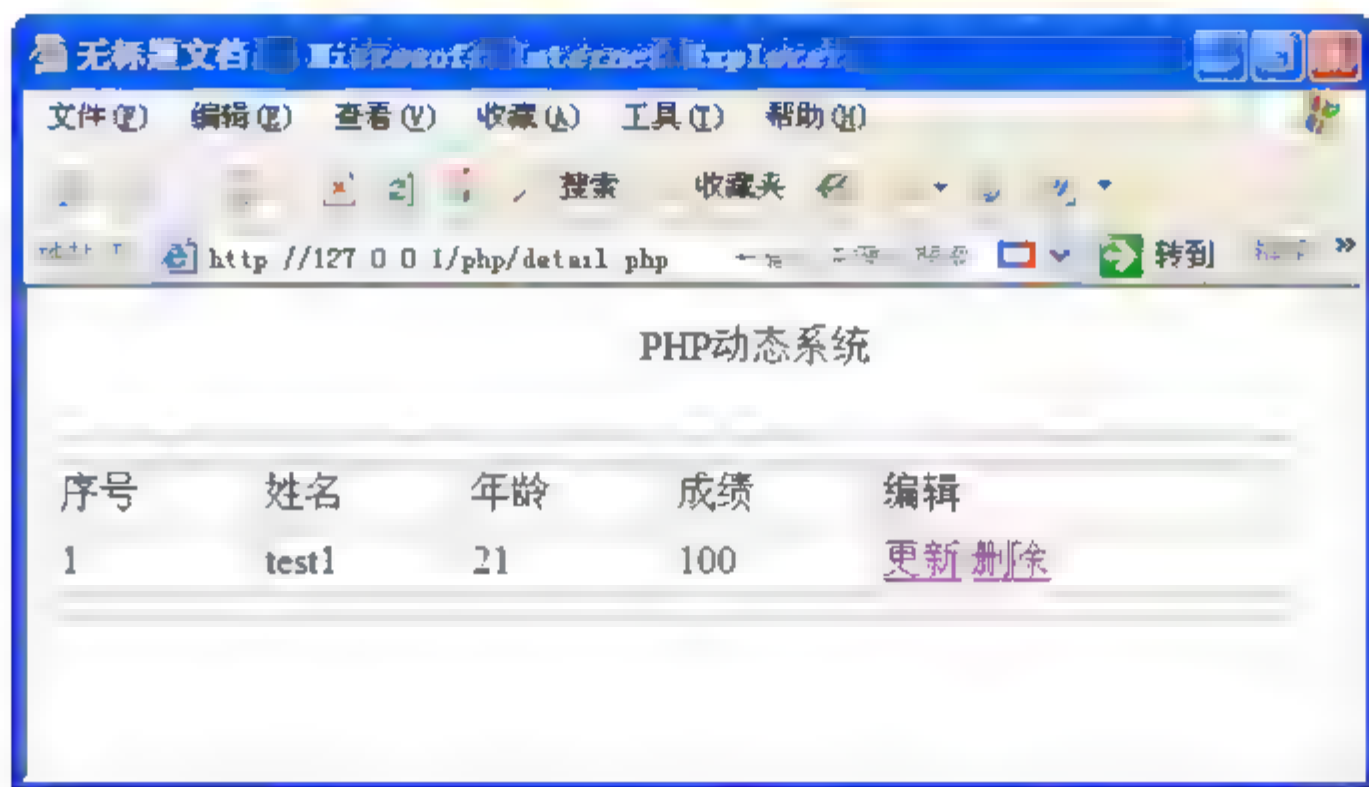 无标题文档 Microsoft Internet Explorer
文件(F) 编辑(E) 查看(V) 收藏(A) 工具(T) 帮助(H)
搜索 收藏夹
http //127 0 0 1/php/detail php 转到 »
PHP动态系统
序号 姓名 年龄 成绩 编辑
1 test1 21 100 更新 删除